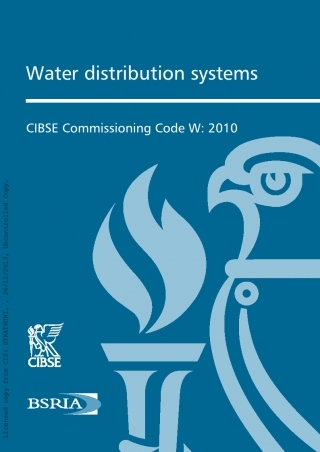 Water distribution systems
CIBSE Commissioning Code W: 2010
CIBSE
BSRIA